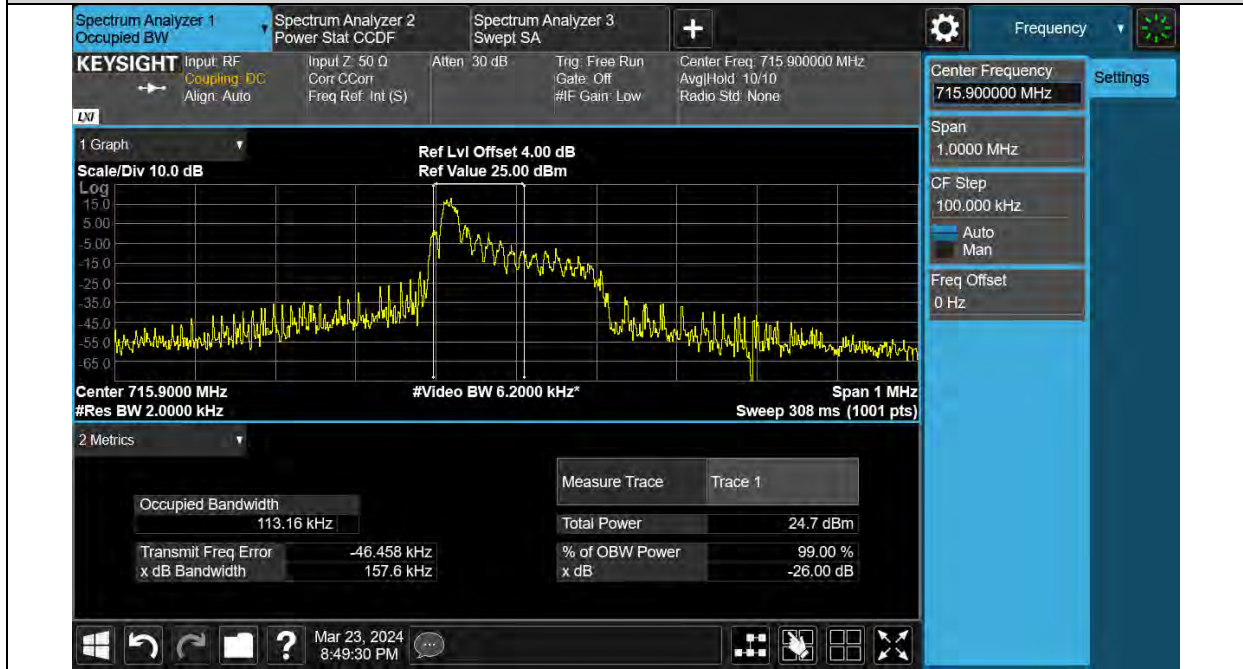 Spectrum Analyzer 1
Occupied BW
Spectrum Analyzer 2
Power Stat CCDF
Spectrum Analyzer 3
Swept SA
+
Frequency
KEYSIGHT
Input: RF
Coupling: DC
Align: Auto
Input Z: 50 Ω
Corr CCorr
Freq Ref: Int (S)
Atten: 30 dB
Trig: Free Run
Gate: Off
#IF Gain: Low
Center Freq: 715.900000 MHz
Avg|Hold: 10/10
Radio Std: None
LXI
Center Frequency
715.900000 MHz
Settings
Span
1.0000 MHz
CF Step
100.000 kHz
Auto
Man
Freq Offset
0 Hz
1 Graph
Scale/Div 10.0 dB
Ref Lvl Offset 4.00 dB
Ref Value 25.00 dBm
Log
15.0
5.00
-5.00
-15.0
-25.0
-35.0
-45.0
-55.0
-65.0
Center 715.9000 MHz
#Video BW 6.2000 kHz*
Span 1 MHz
#Res BW 2.0000 kHz
Sweep 308 ms (1001 pts)
2 Metrics
Measure Trace Trace 1
Occupied Bandwidth
113.16 kHz
Total Power 24.7 dBm
Transmit Freq Error -46.458 kHz
% of OBW Power 99.00 %
x dB Bandwidth 157.6 kHz
x dB -26.00 dB
?
Mar 23, 2024
8:49:30 PM